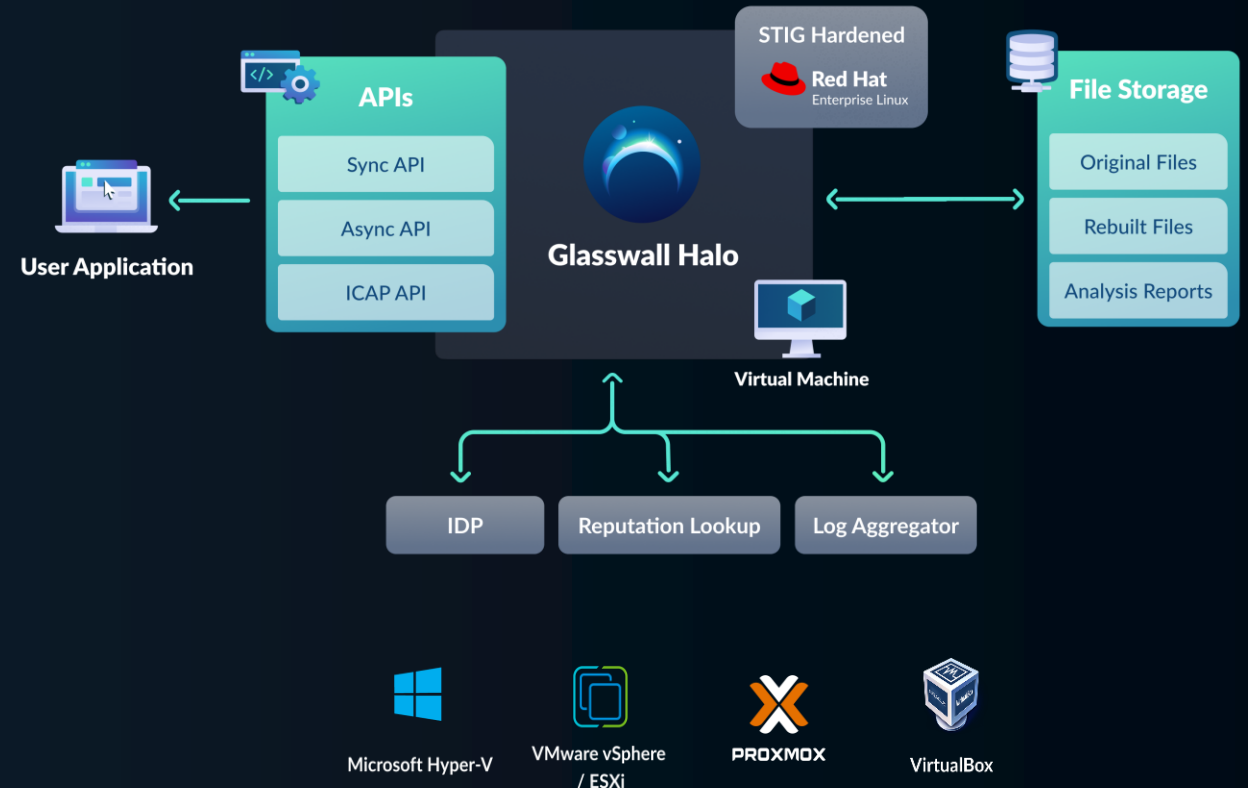 STIG Hardened
Red Hat
Enterprise Linux
</>
APIs
Sync API
Async API
ICAP API
User Application
Glasswall Halo
Virtual Machine
File Storage
Original Files
Rebuilt Files
Analysis Reports
IDP
Reputation Lookup
Log Aggregator
Microsoft Hyper-V
VMware vSphere
/ ESXi
PROXMOX
VirtualBox